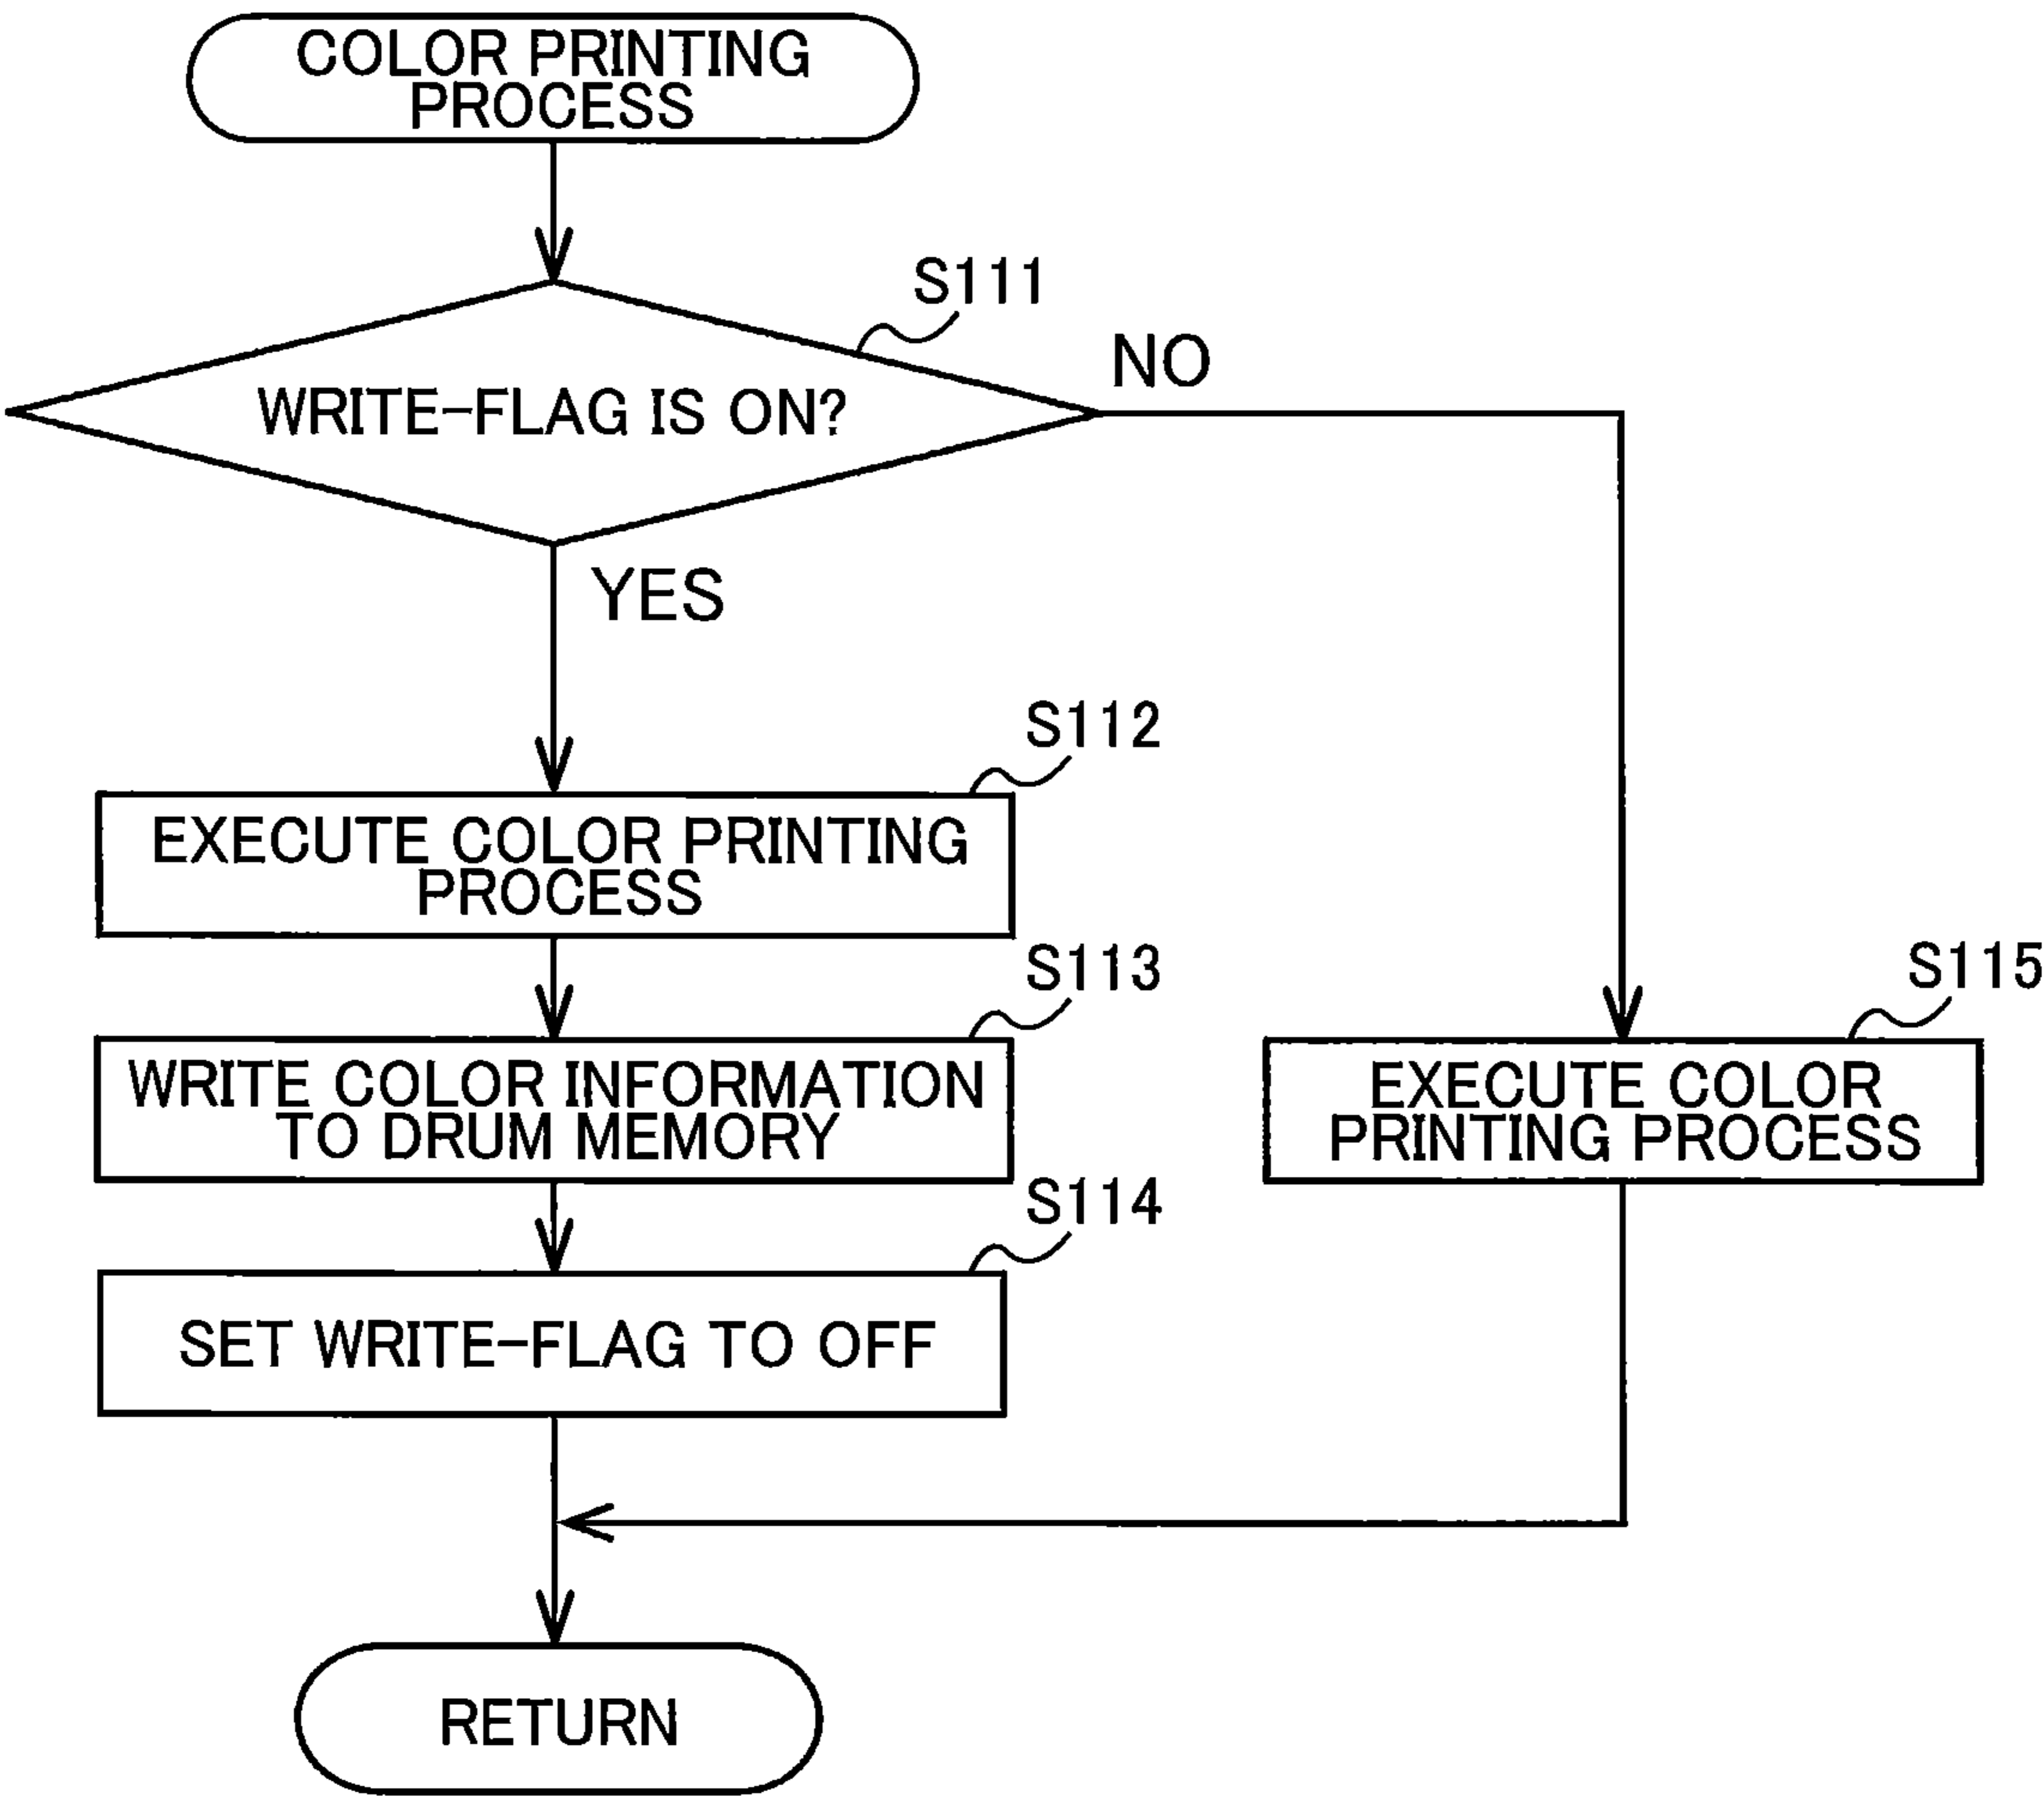 COLOR PRINTING
PROCESS
S111
WRITE-FLAG IS ON?
NO
YES
S112
EXECUTE COLOR PRINTING
PROCESS
S113
WRITE COLOR INFORMATION
TO DRUM MEMORY
S115
EXECUTE COLOR
PRINTING PROCESS
S114
SET WRITE-FLAG TO OFF
RETURN